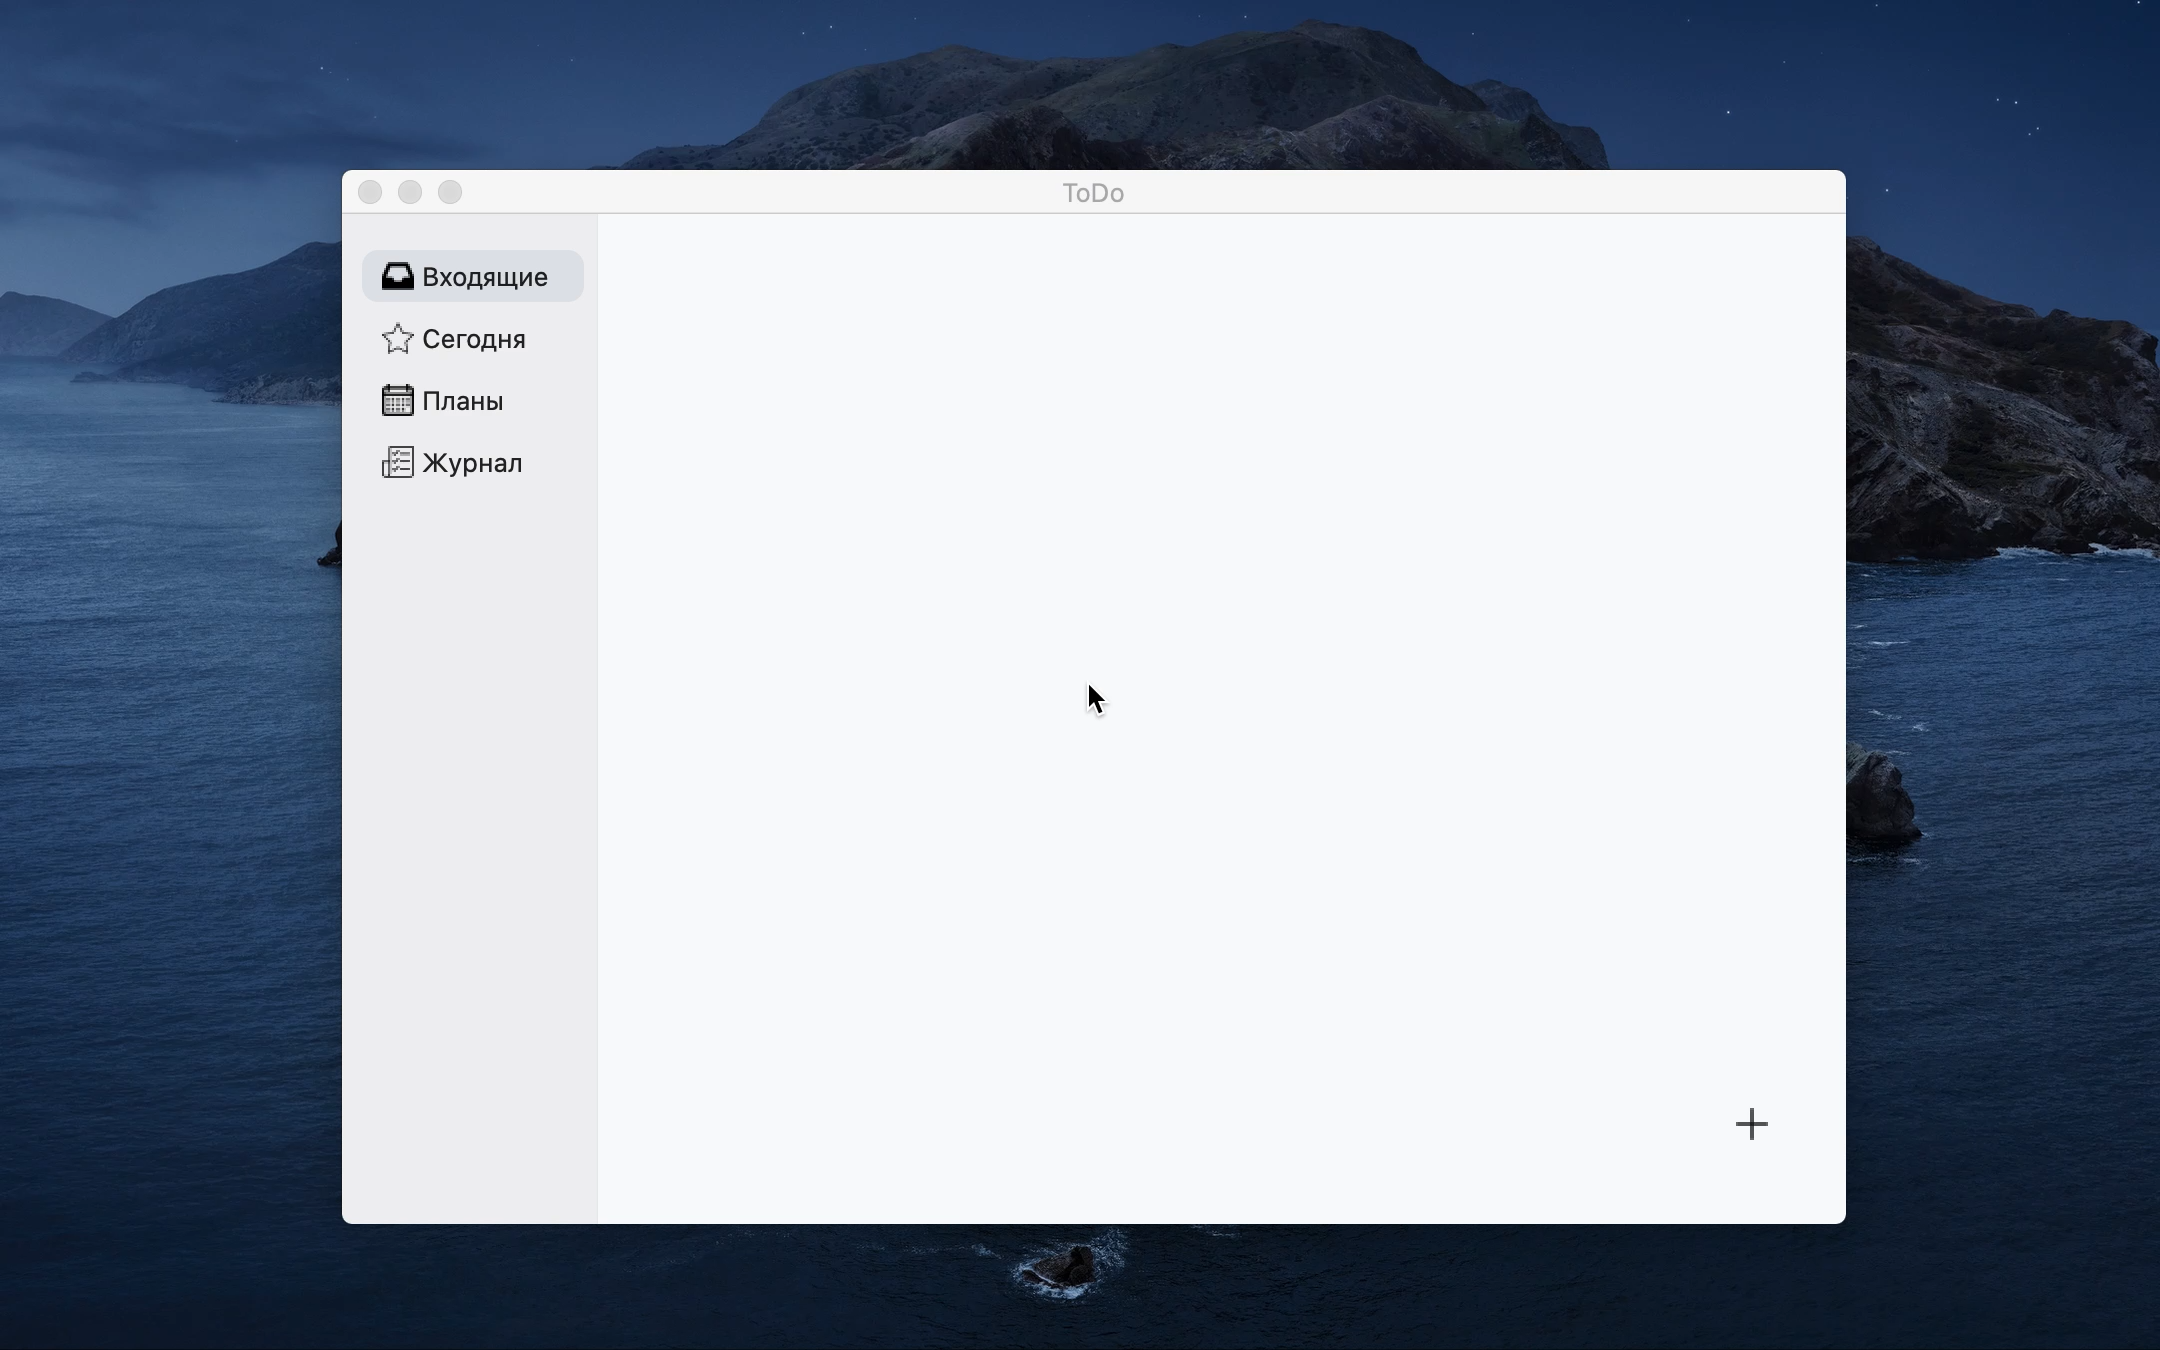 ToDo
Входящие
Сегодня
Планы
Журнал